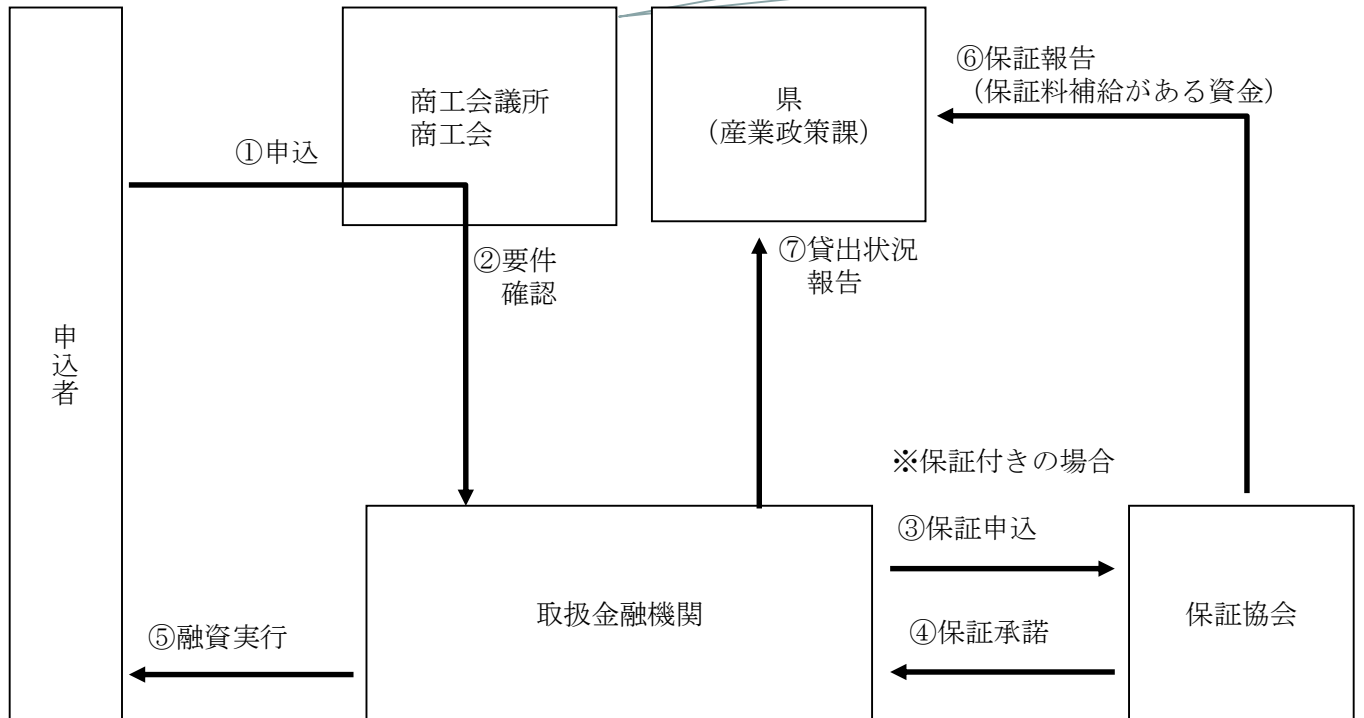 商工会議所
商工会
県
（産業政策課）
⑥保証報告
（保証料補給がある資金）
①申込
②要件
確認
⑦貸出状況
報告
申込者
※保証付きの場合
③保証申込
取扱金融機関
保証協会
④保証承諾
⑤融資実行